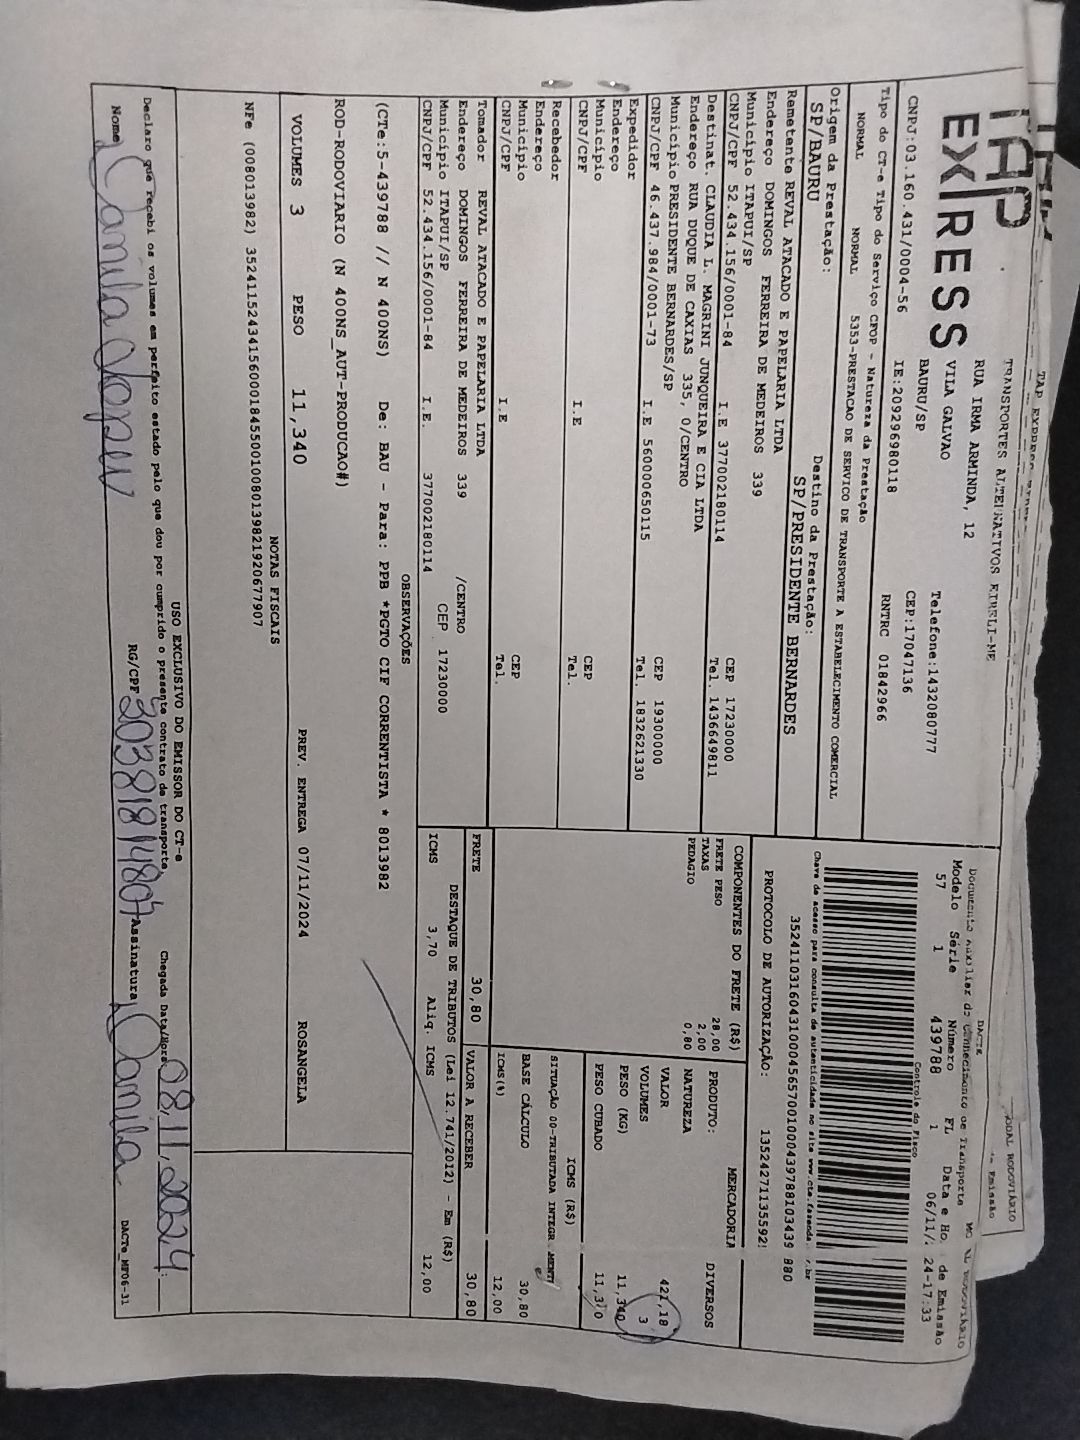 TAP
EXPRESS
TRANSPORTES ALTERNATIVOS EIRELI-ME
RUA IRMA ARMINDA, 12
VILA GALVAO
BAURU/SP
Telefone:1432080777
CEP:17047136
CNPJ:03.160.431/0004-56 IE:209296980118 RNTRC 01842966
Tipo do CT-e Tipo do Serviço CFOP - Natureza da Prestação
NORMAL NORMAL 5353-PRESTACAO DE SERVICO DE TRANSPORTE A ESTABELECIMENTO COMERCIAL
Origem da Prestação: Destino da Prestação:
SP/BAURU SP/PRESIDENTE BERNARDES
Remetente REVAL ATACADO E PAPELARIA LTDA
Endereço DOMINGOS FERREIRA DE MEDEIROS 339
Município ITAPUI/SP CEP 17230000
CNPJ/CPF 52.434.156/0001-84 I.E 377002180114 Tel. 1436649811
Destinat. CLAUDIA L. MAGRINI JUNQUEIRA E CIA LTDA
Endereço RUA DUQUE DE CAXIAS 335, 0/CENTRO
Município PRESIDENTE BERNARDES/SP CEP 19300000
CNPJ/CPF 46.437.984/0001-73 I.E 560000650115 Tel. 1832621330
Expedidor
Endereço
Município CEP
CNPJ/CPF I.E Tel.
Recebedor
Endereço
Município CEP
CNPJ/CPF I.E Tel.
Tomador REVAL ATACADO E PAPELARIA LTDA
Endereço DOMINGOS FERREIRA DE MEDEIROS 339 /CENTRO
Município ITAPUI/SP CEP 17230000
CNPJ/CPF 52.434.156/0001-84 I.E. 377002180114
DACTE
Documento Auxiliar do Conhecimento de Transporte
Modelo Série Número FL Data e Ho. de Emissão
57 1 439788 1 06/11/ 24-17:33
Controle do Fisco
Chave de acesso para consulta de autenticidade no site www.cte.fazenda
PROTOCOLO DE AUTORIZAÇÃO:
COMPONENTES DO FRETE (R$)
FRETE PESO 28,00
TAXAS 2,00
PEDAGIO 0,80
FRETE 30,80
PRODUTO: MERCADORIA
NATUREZA DIVERSOS
VALOR 421,18
VOLUMES 3
PESO (KG) 11,340
PESO CUBADO
ICMS (R$)
SITUAÇÃO 00-TRIBUTADA INTEGR
BASE CÁLCULO 30,80
ICMS(%) 12,00
VALOR A RECEBER 30,80
DESTAQUE DE TRIBUTOS (Lei 12.741/2012) - Em (R$)
ICMS 3,70 Aliq. ICMS 12,00
OBSERVAÇÕES
(CTe:5-439788 // N 400NS) De: BAU - Para: PPB *PGTO CIF CORRENTISTA * 8013982
ROD-RODOVIARIO (N 400NS_AUT-PRODUCAO#)
VOLUMES 3 PESO 11,340 PREV. ENTREGA 07/11/2024 ROSANGELA
NOTAS FISCAIS
NFe (008013982) 35241152434156000184550010080139821920677907
USO EXCLUSIVO DO EMISSOR DO CT-e
Declaro que recebi os volumes em perfeito estado pelo que dou por cumprido o presente contrato de transporte Chegada Data/Hora 08,11,2024
Nome Camila RG/CPF Assinatura Camila DACTe_MF06-31